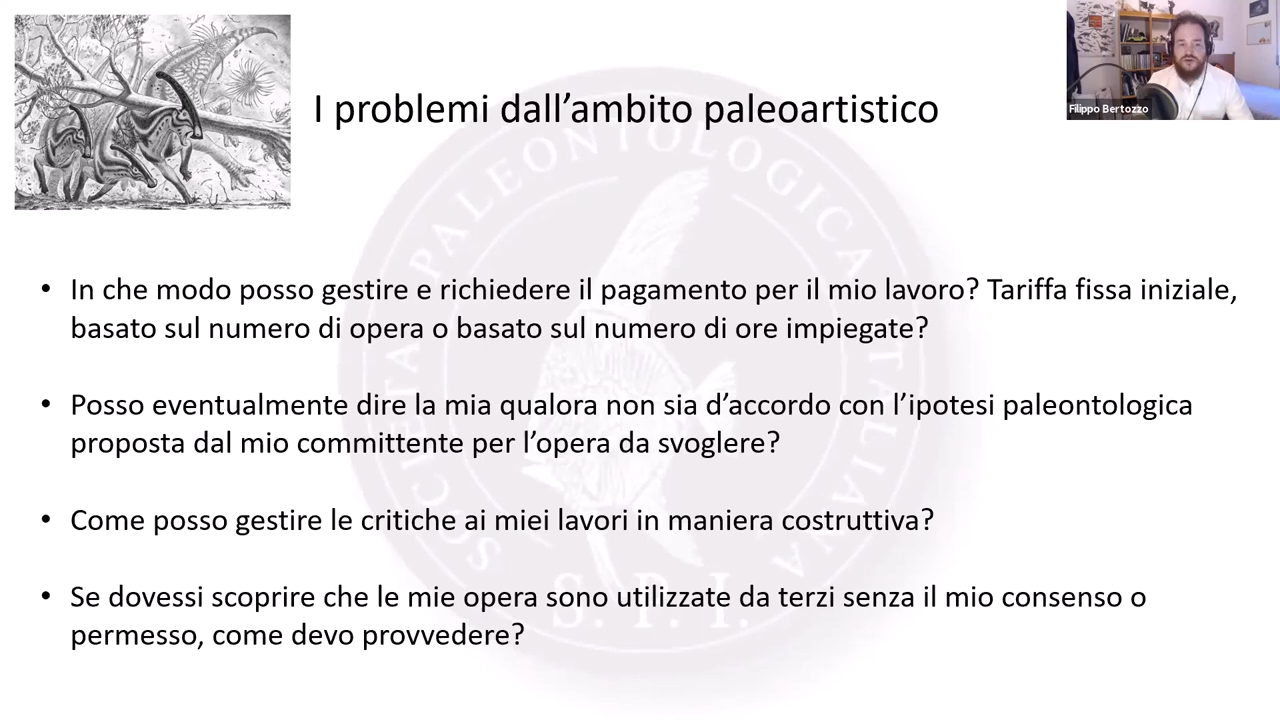 I problemi dall'ambito paleoartistico
Filippo Bertozzo
• In che modo posso gestire e richiedere il pagamento per il mio lavoro? Tariffa fissa iniziale,
basato sul numero di opera o basato sul numero di ore impiegate?
• Posso eventualmente dire la mia qualora non sia d'accordo con l'ipotesi paleontologica
proposta dal mio committente per l'opera da svoglere?
• Come posso gestire le critiche ai miei lavori in maniera costruttiva?
• Se dovessi scoprire che le mie opera sono utilizzate da terzi senza il mio consenso o
permesso, come devo provvedere?
SOCIETÀ PALEONTOLOGICA ITALIANA
S. P. I.